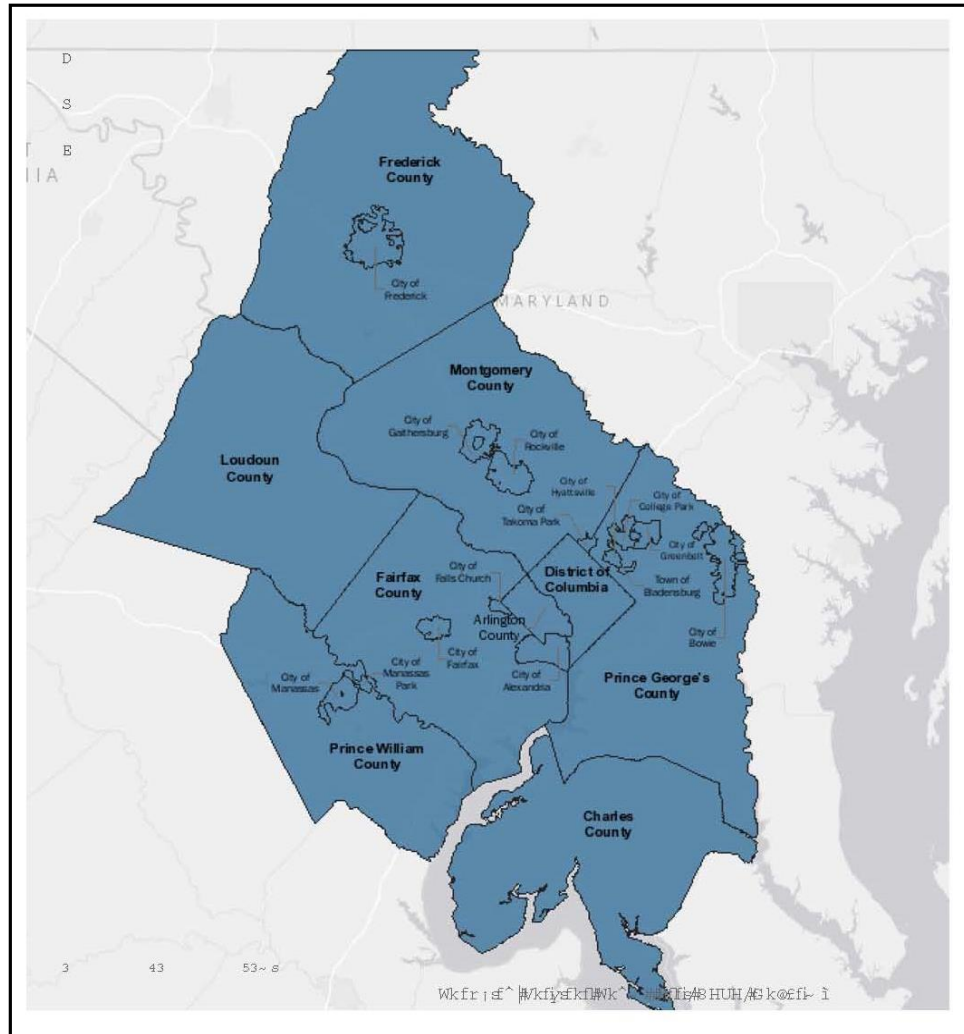 D
S
T E
IIA
Frederick
County
City of
Frederick
MARYLAND
Montgomery
County
City of
Gaithersburg
City of
Rockville
Loudoun
County
City of
Hyattsville
City of
College Park
City of
Takoma Park
City of
Greenbelt
City of
Falls Church
Fairfax
County
District of
Columbia
Town of
Bladensburg
Arlington
County
City of
Bowie
City of
Fairfax
City of
Manassas
Park
City of
Manassas
City of
Alexandria
Prince George's
County
Prince William
County
Charles
County
3 43 53~s